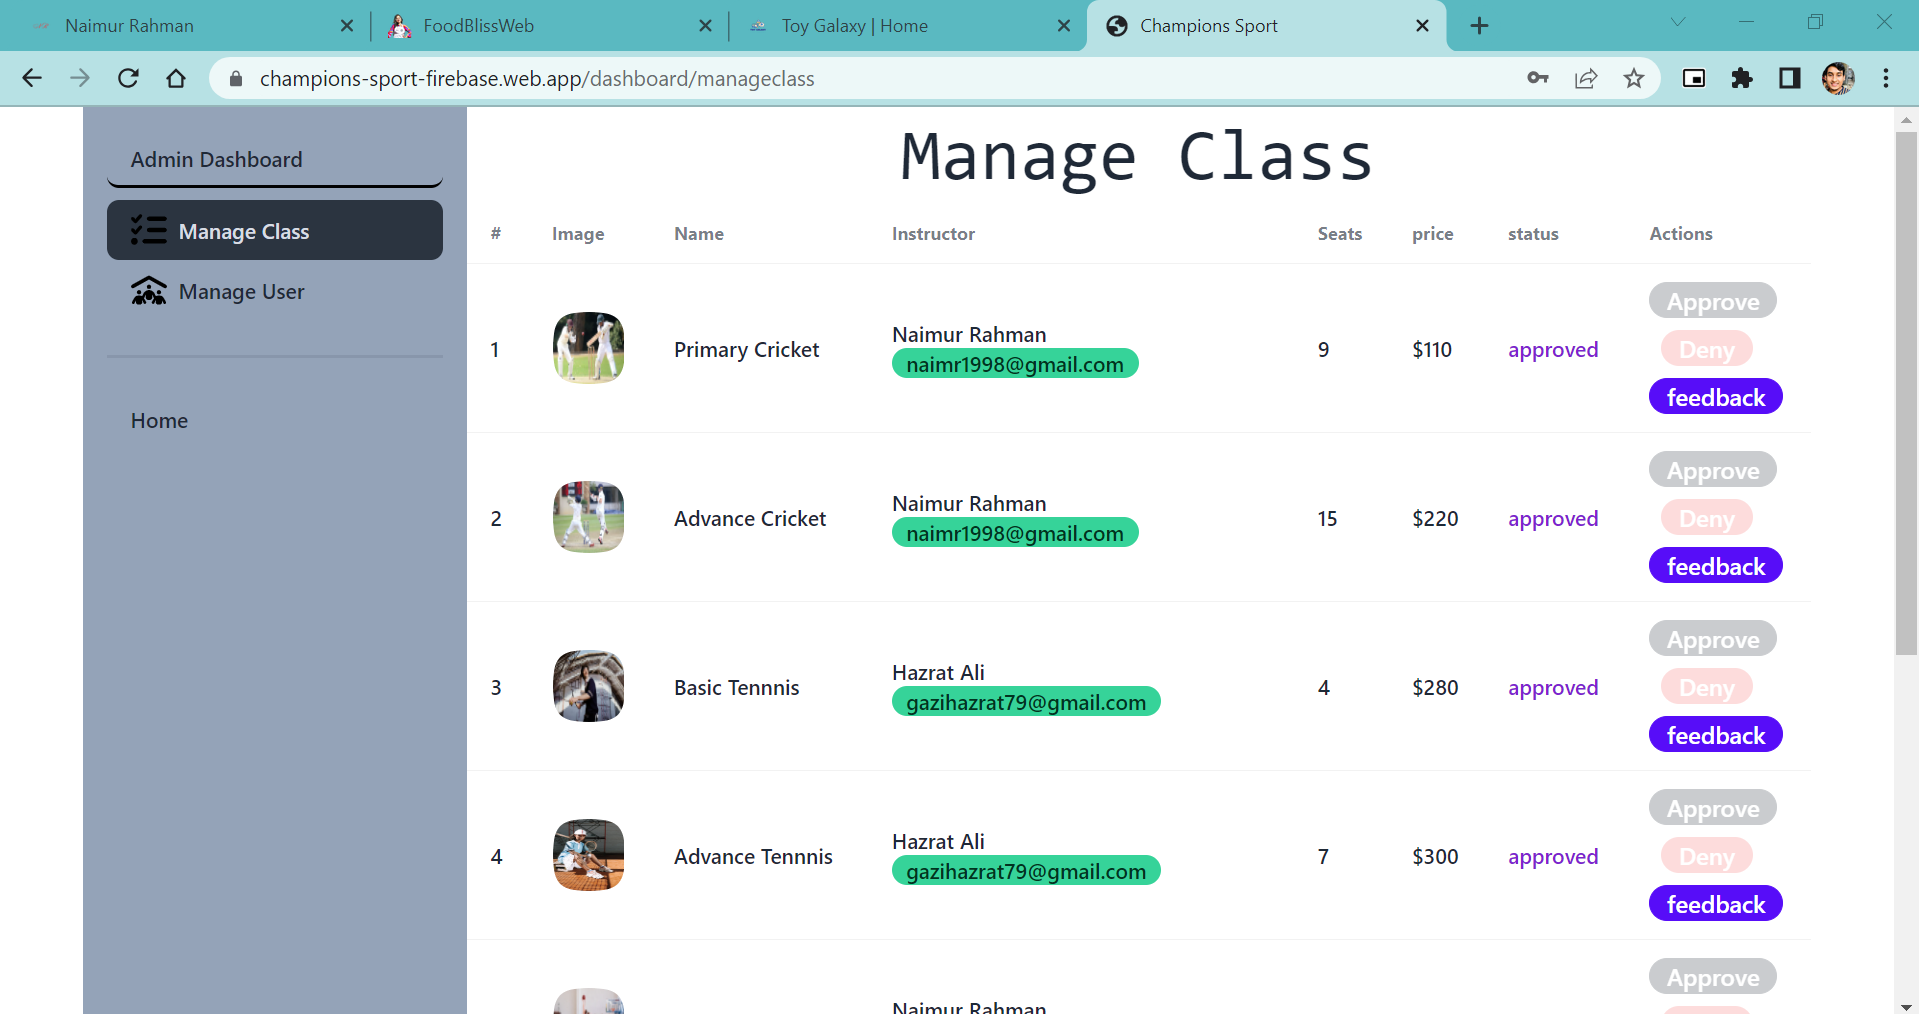 Naimur Rahman
FoodBlissWeb
Toy Galaxy | Home
Champions Sport
champions-sport-firebase.web.app/dashboard/manageclass
Admin Dashboard
Manage Class
Manage User
Home
Manage Class
# Image Name Instructor Seats price status Actions
1 Primary Cricket Naimur Rahman 9 $110 approved Approve
naimr1998@gmail.com Deny
feedback
2 Advance Cricket Naimur Rahman 15 $220 approved Approve
naimr1998@gmail.com Deny
feedback
3 Basic Tennnis Hazrat Ali 4 $280 approved Approve
gazihazrat79@gmail.com Deny
feedback
4 Advance Tennnis Hazrat Ali 7 $300 approved Approve
gazihazrat79@gmail.com Deny
feedback
Naimur Rahman Approve